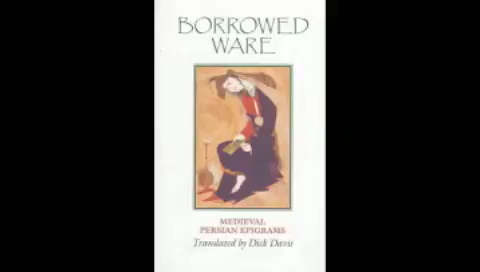 BORROWED
WARE
MEDIEVAL
PERSIAN EPIGRAMS
Translated by Dick Davis